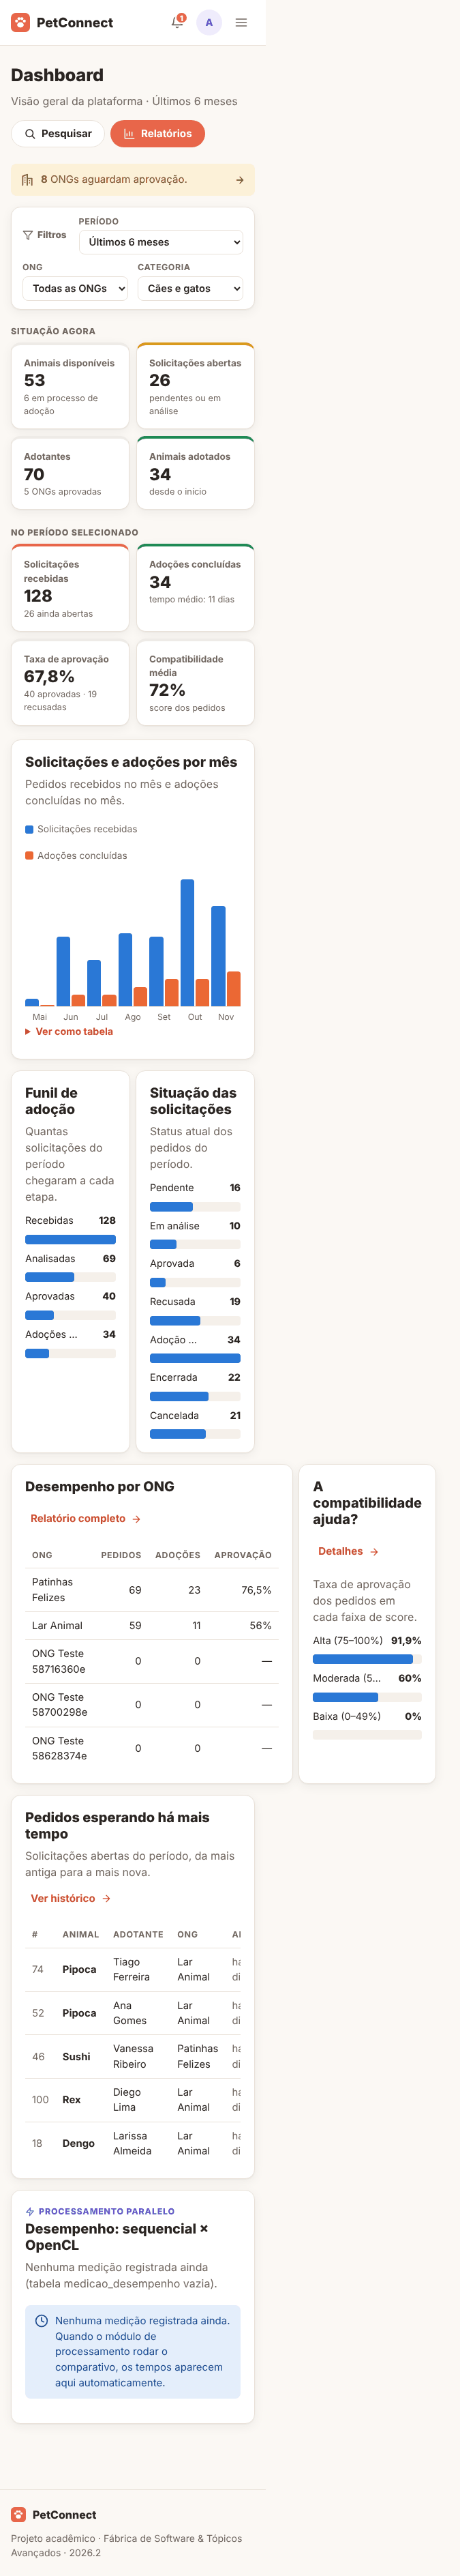 PetConnect
1
A
Dashboard
Visão geral da plataforma · Últimos 6 meses
Pesquisar
Relatórios
8 ONGs aguardam aprovação.
Filtros
PERÍODO
Últimos 6 meses
ONG
CATEGORIA
Todas as ONGs
Cães e gatos
SITUAÇÃO AGORA
Animais disponíveis
53
6 em processo de
adoção
Solicitações abertas
26
pendentes ou em
análise
Adotantes
70
5 ONGs aprovadas
Animais adotados
34
desde o início
NO PERÍODO SELECIONADO
Solicitações
recebidas
128
26 ainda abertas
Adoções concluídas
34
tempo médio: 11 dias
Taxa de aprovação
67,8%
40 aprovadas · 19
recusadas
Compatibilidade
média
72%
score dos pedidos
Solicitações e adoções por mês
Pedidos recebidos no mês e adoções
concluídas no mês.
Solicitações recebidas
Adoções concluídas
Mai Jun Jul Ago Set Out Nov
Ver como tabela
Funil de
adoção
Quantas
solicitações do
período
chegaram a cada
etapa.
Recebidas 128
Analisadas 69
Aprovadas 40
Adoções ... 34
Situação das
solicitações
Status atual dos
pedidos do
período.
Pendente 16
Em análise 10
Aprovada 6
Recusada 19
Adoção ... 34
Encerrada 22
Cancelada 21
Desempenho por ONG
Relatório completo
ONG PEDIDOS ADOÇÕES APROVAÇÃO
Patinhas
Felizes 69 23 76,5%
Lar Animal 59 11 56%
ONG Teste
58716360e 0 0 —
ONG Teste
58700298e 0 0 —
ONG Teste
58628374e 0 0 —
A
compatibilidade
ajuda?
Detalhes
Taxa de aprovação
dos pedidos em
cada faixa de score.
Alta (75–100%) 91,9%
Moderada (5... 60%
Baixa (0–49%) 0%
Pedidos esperando há mais
tempo
Solicitações abertas do período, da mais
antiga para a mais nova.
Ver histórico
# ANIMAL ADOTANTE ONG
74 Pipoca Tiago Ferreira Lar Animal
52 Pipoca Ana Gomes Lar Animal
46 Sushi Vanessa Ribeiro Patinhas Felizes
100 Rex Diego Lima Lar Animal
18 Dengo Larissa Almeida Lar Animal
PROCESSAMENTO PARALELO
Desempenho: sequencial ×
OpenCL
Nenhuma medição registrada ainda
(tabela medicao_desempenho vazia).
Nenhuma medição registrada ainda.
Quando o módulo de
processamento rodar o
comparativo, os tempos aparecem
aqui automaticamente.
PetConnect
Projeto acadêmico · Fábrica de Software & Tópicos
Avançados · 2026.2